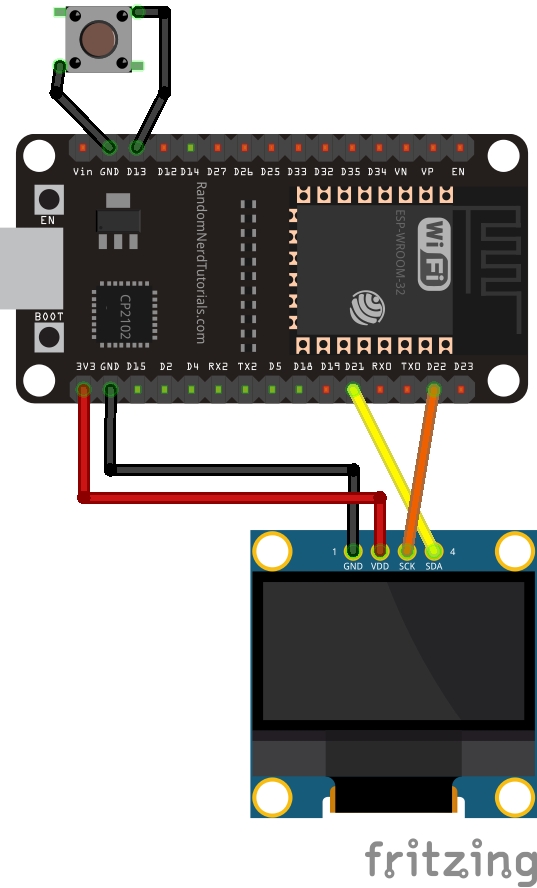 Vin GND D13 D12 D14 D27 D26 D25 D33 D32 D35 D34 VN VP EN
EN
RandomNerdTutorials.com
ESP-WROOM-32
WiFi
CP2102
BOOT
3V3 GND D15 D2 D4 RX2 TX2 D5 D18 D19 D21 RX0 TX0 D22 D23
1 4
GND VDD SCK SDA
fritzing